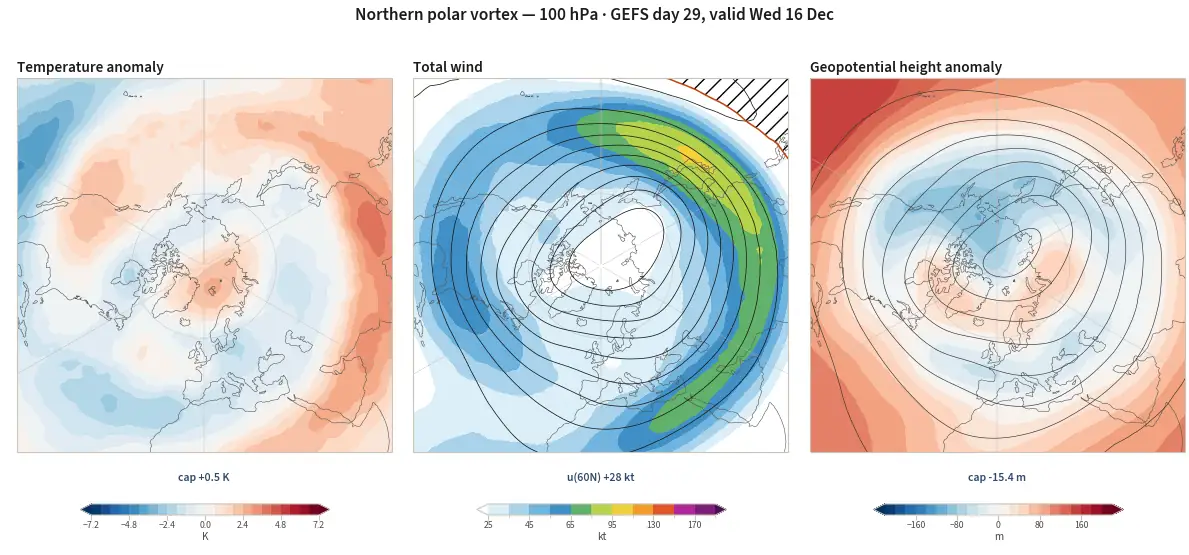 Northern polar vortex — 100 hPa · GEFS day 29, valid Wed 16 Dec
Temperature anomaly
Total wind
Geopotential height anomaly
cap +0.5 K
u(60N) +28 kt
cap -15.4 m
−7.2 −4.8 −2.4 0.0 2.4 4.8 7.2
K
25 45 65 95 130 170
kt
−160 −80 0 80 160
m